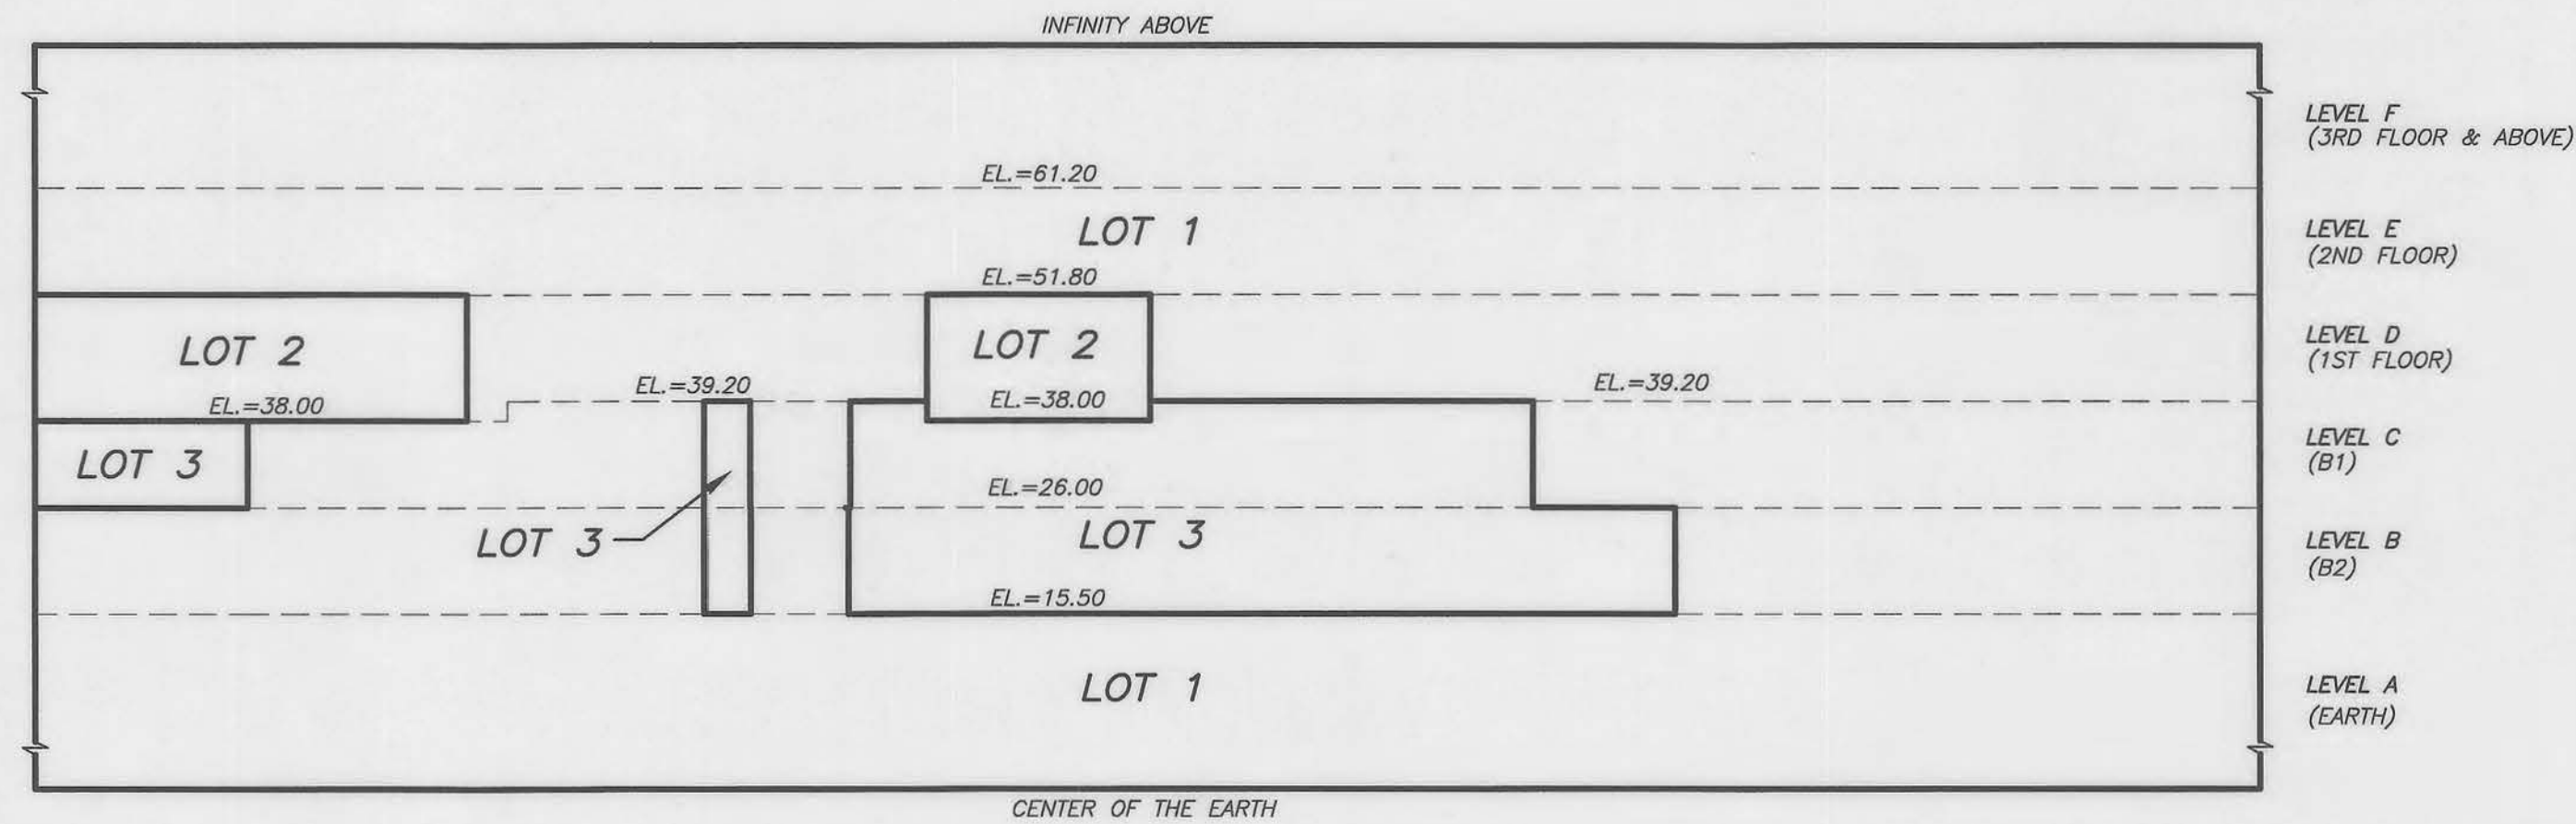 INFINITY ABOVE
LEVEL F
(3RD FLOOR & ABOVE)
EL.=61.20
LOT 1
LEVEL E
(2ND FLOOR)
EL.=51.80
LOT 2
LOT 2
LEVEL D
(1ST FLOOR)
EL.=39.20
EL.=39.20
EL.=38.00
EL.=38.00
LOT 3
LEVEL C
(B1)
EL.=26.00
LOT 3
LOT 3
LEVEL B
(B2)
EL.=15.50
LOT 1
LEVEL A
(EARTH)
CENTER OF THE EARTH